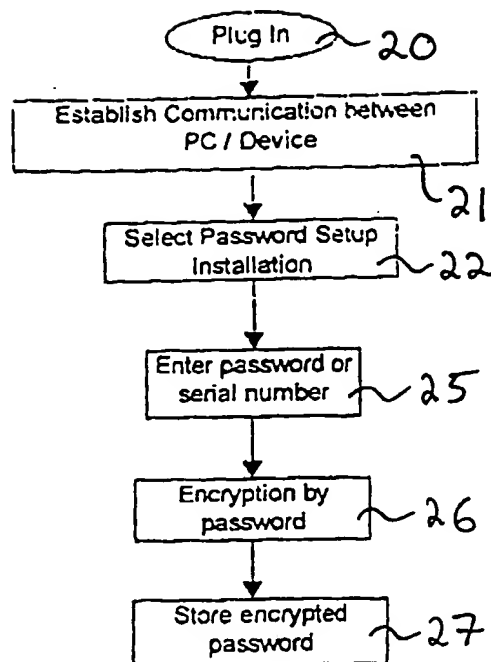 Plug In
20
Establish Communication between
PC / Device
21
Select Password Setup
Installation
22
Enter password or
serial number
25
Encryption by
password
26
Store encrypted
password
27